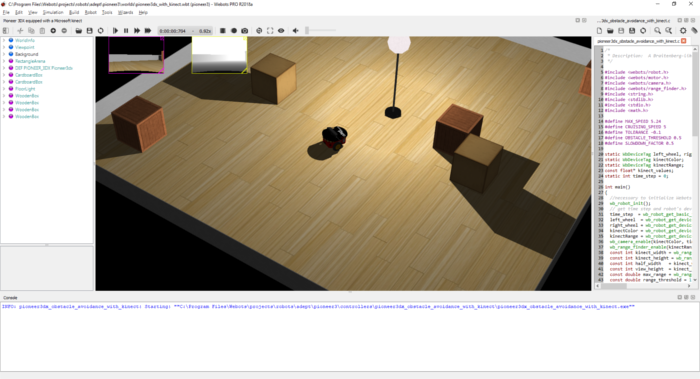 C:\Program Files\Webots\projects\robots\adept\pioneer3\worlds\pioneer3dx_with_kinect.wbt (pioneer3) - Webots-PRO R2018a
File Edit View Simulation Build Robot Tools Wizards Help
Pioneer 3DX equipped with a Microsoft kinect
...eer3dx_obstacle_avoidance_with_kinect.c
0:00:00:704 - 0.92x
pioneer3dx_obstacle_avoidance_with_kinect.c
WorldInfo
Viewpoint
Background
RectangleArena
DEF PIONEER_3DX Pioneer3dx
CardboardBox
CardboardBox
FloorLight
WoodenBox
WoodenBox
WoodenBox
/*
* Description: A Braitenberg-like
*/
#include <webots/robot.h>
#include <webots/motor.h>
#include <webots/camera.h>
#include <webots/range_finder.h>
#include <string.h>
#include <stdlib.h>
#include <stdio.h>
#include <math.h>
#define MAX_SPEED 5.24
#define CRUISING_SPEED 5
#define TOLERANCE -0.1
#define OBSTACLE_THRESHOLD 0.5
#define SLOWDOWN_FACTOR 0.5
static WbDeviceTag left_wheel, rig
static WbDeviceTag kinectColor;
static WbDeviceTag kinectRange;
const float* kinect_values;
static int time_step = 0;
int main()
{
//necessary to initialize Webots
wb_robot_init();
// get time step and robot's dev
time_step = wb_robot_get_basic_
left_wheel = wb_robot_get_devic
right_wheel = wb_robot_get_devi
kinectColor = wb_robot_get_devi
kinectRange = wb_robot_get_devi
wb_camera_enable(kinectColor, ti
wb_range_finder_enable(kinectRan
const int kinect_width = wb_rang
const int kinect_height = wb_ran
const int half_width = kinect_
const int view_height = kinect_
const double max_range = wb_rang
const double range_threshold = 1
Console
INFO: pioneer3dx_obstacle_avoidance_with_kinect: Starting: ""C:\Program Files\Webots\projects\robots\adept\pioneer3\controllers\pioneer3dx_obstacle_avoidance_with_kinect\pioneer3dx_obstacle_avoidance_with_kinect.exe""